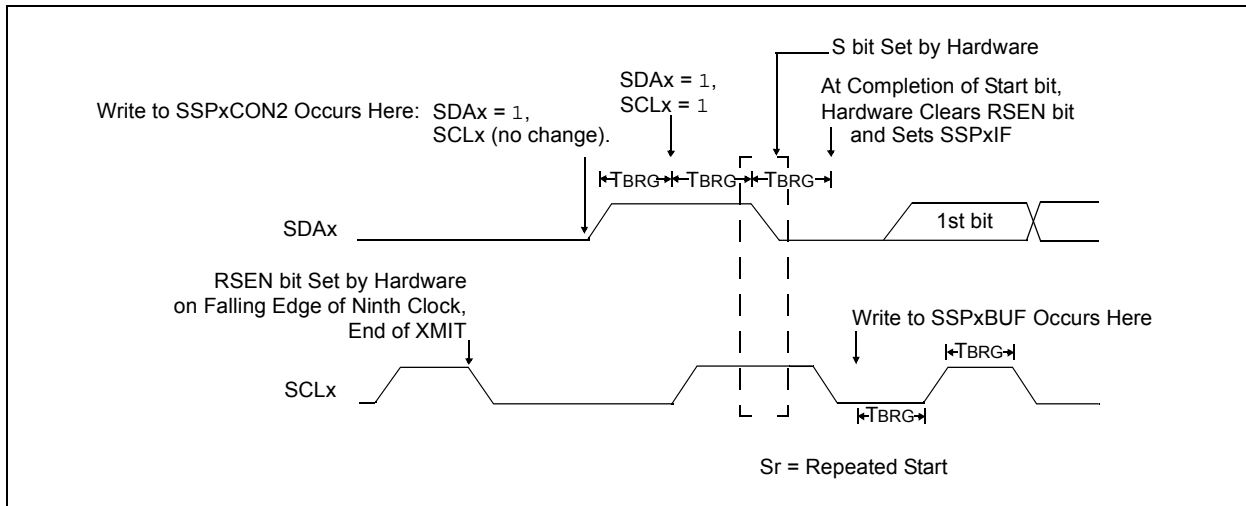 S bit Set by Hardware
SDAx = 1,
SCLx = 1
At Completion of Start bit,
Hardware Clears RSEN bit
and Sets SSPxIF
Write to SSPxCON2 Occurs Here: SDAx = 1,
SCLx (no change).
TBRG TBRG TBRG
SDAx
1st bit
RSEN bit Set by Hardware
on Falling Edge of Ninth Clock,
End of XMIT
Write to SSPxBUF Occurs Here
TBRG
SCLx
TBRG
Sr = Repeated Start